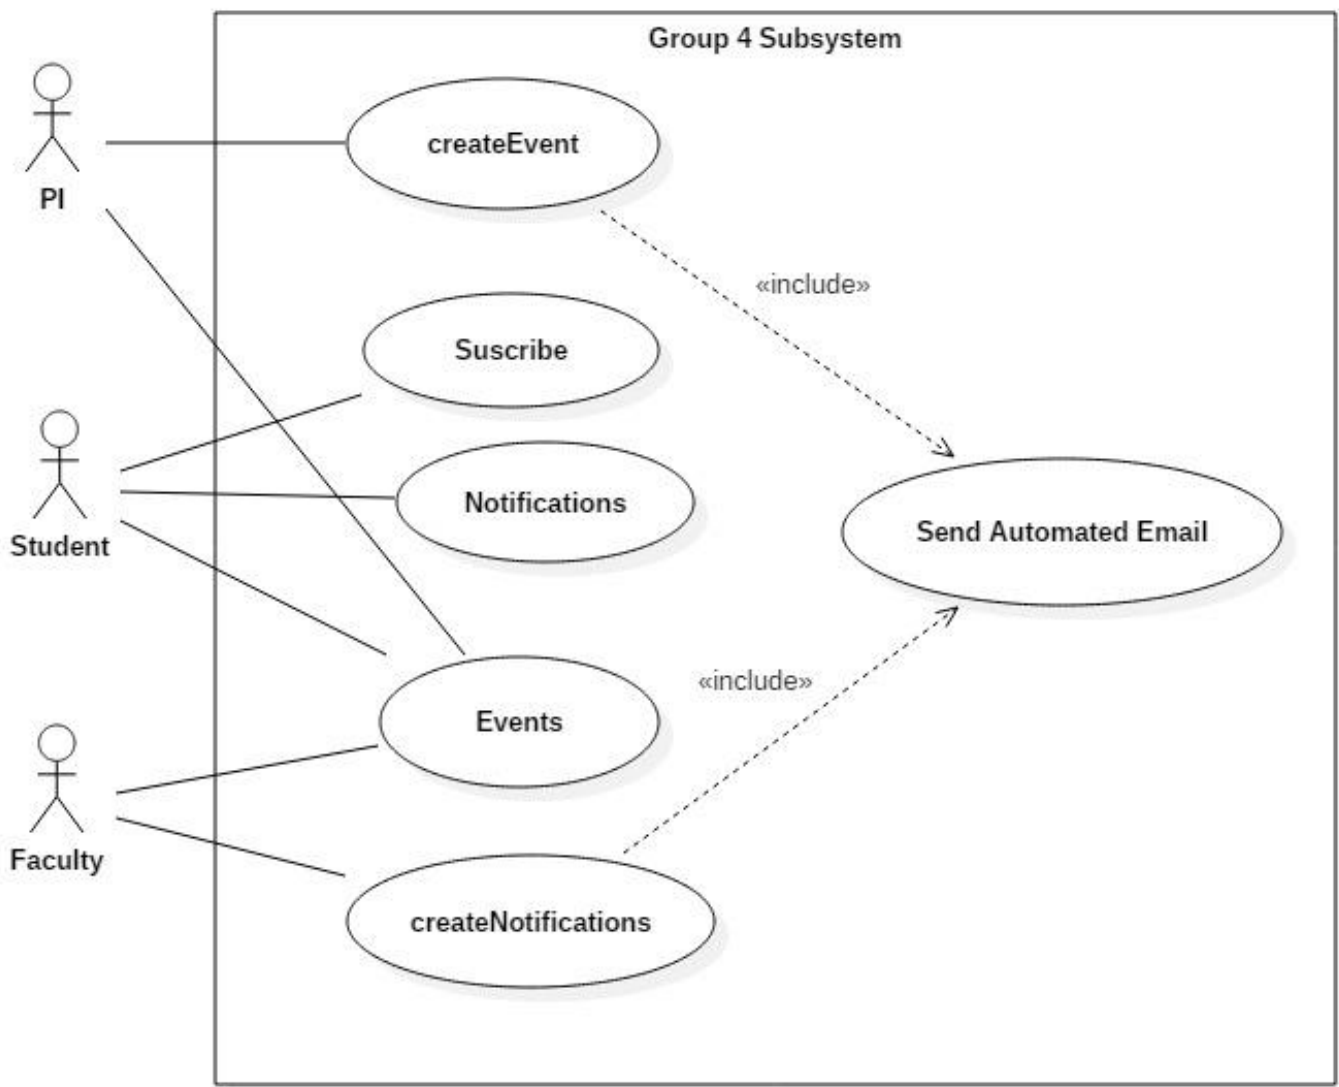 Group 4 Subsystem
createEvent
PI
«include»
Suscribe
Notifications
Send Automated Email
Student
«include»
Events
Faculty
createNotifications